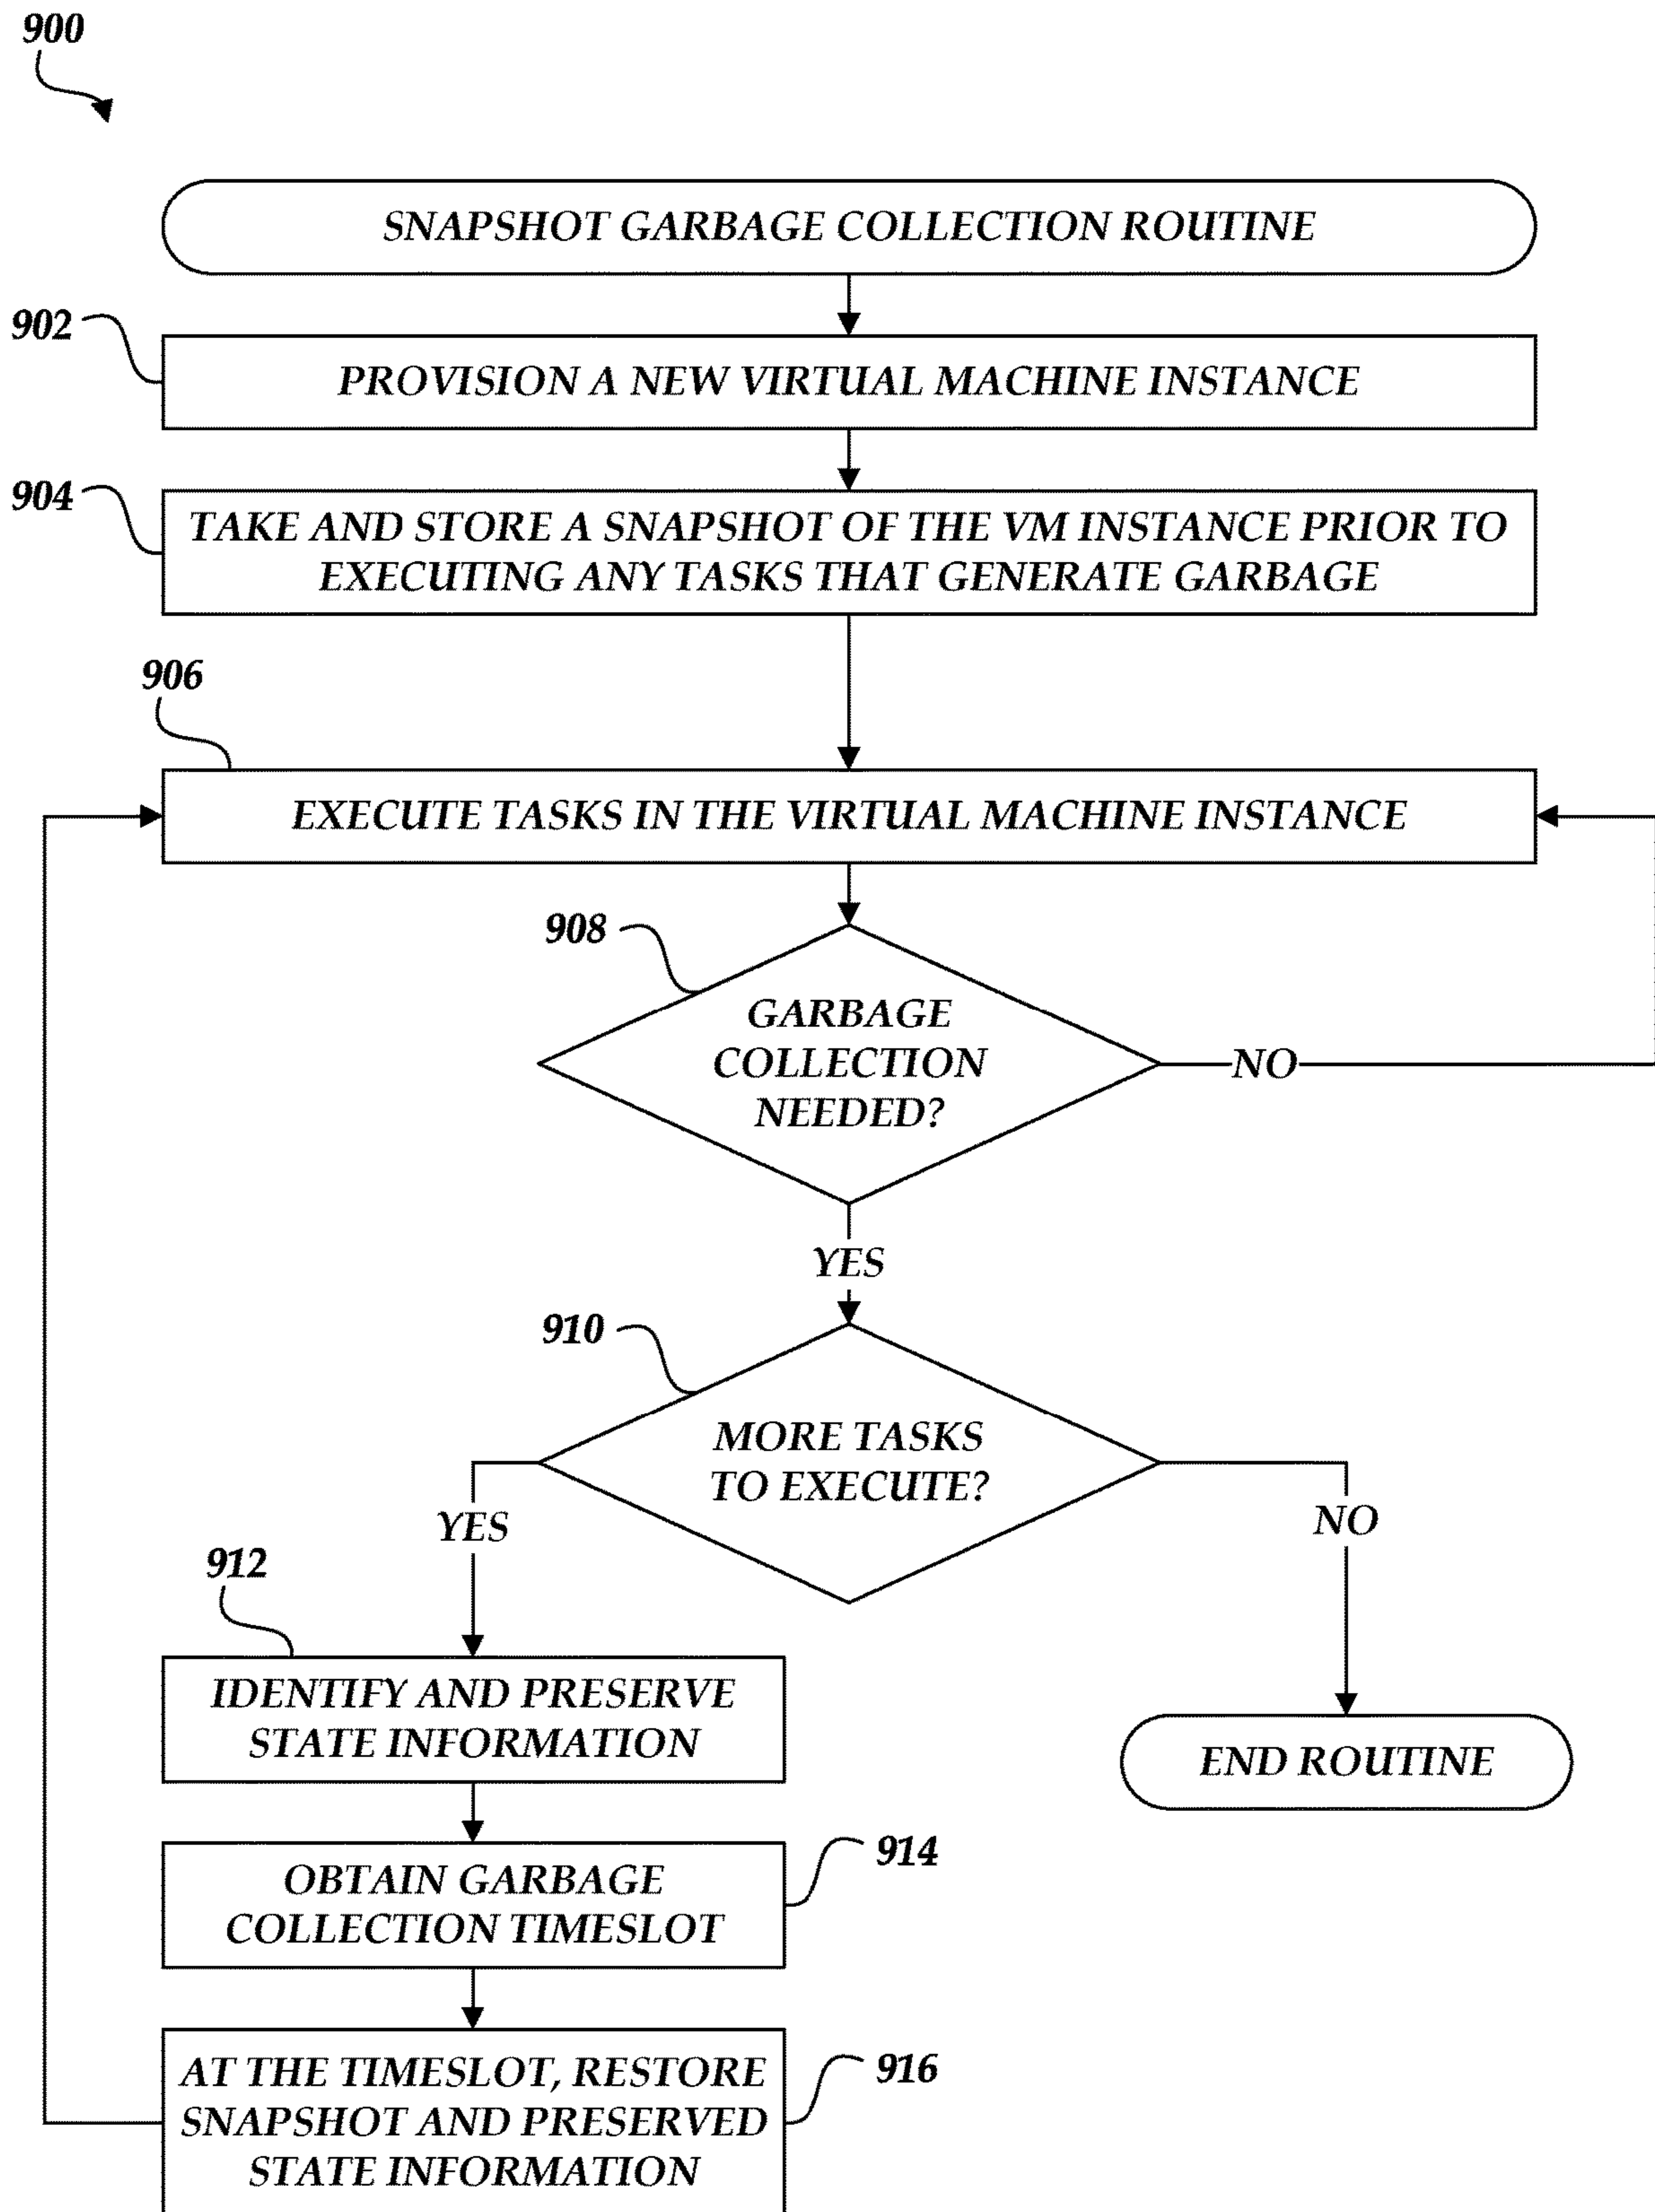 900
SNAPSHOT GARBAGE COLLECTION ROUTINE
902
PROVISION A NEW VIRTUAL MACHINE INSTANCE
904
TAKE AND STORE A SNAPSHOT OF THE VM INSTANCE PRIOR TO
EXECUTING ANY TASKS THAT GENERATE GARBAGE
906
EXECUTE TASKS IN THE VIRTUAL MACHINE INSTANCE
908
GARBAGE
COLLECTION
NEEDED?
NO
YES
910
MORE TASKS
TO EXECUTE?
YES
NO
912
IDENTIFY AND PRESERVE
STATE INFORMATION
END ROUTINE
914
OBTAIN GARBAGE
COLLECTION TIMESLOT
916
AT THE TIMESLOT, RESTORE
SNAPSHOT AND PRESERVED
STATE INFORMATION